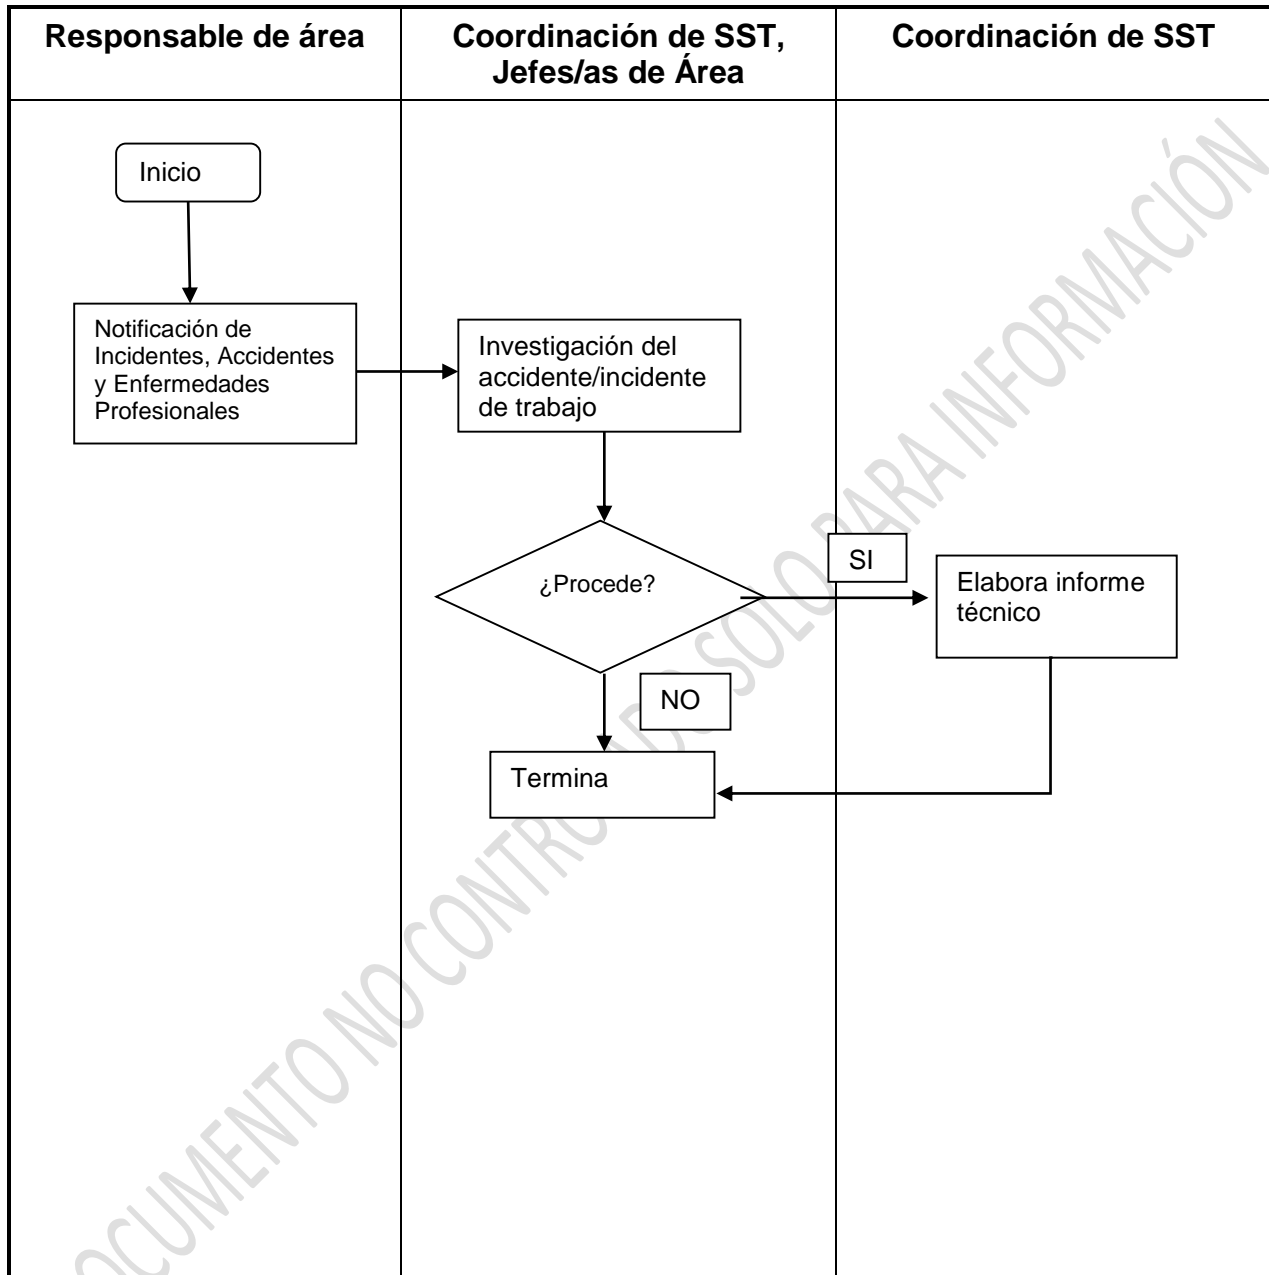 Responsable de área
Coordinación de SST,
Jefes/as de Área
Coordinación de SST
Inicio
Notificación de
Incidentes, Accidentes
y Enfermedades
Profesionales
Investigación del
accidente/incidente
de trabajo
¿Procede?
SI
Elabora informe
técnico
NO
Termina
OCUMENTO NO CONTROLADO SOLO PARA INFORMACIÓN